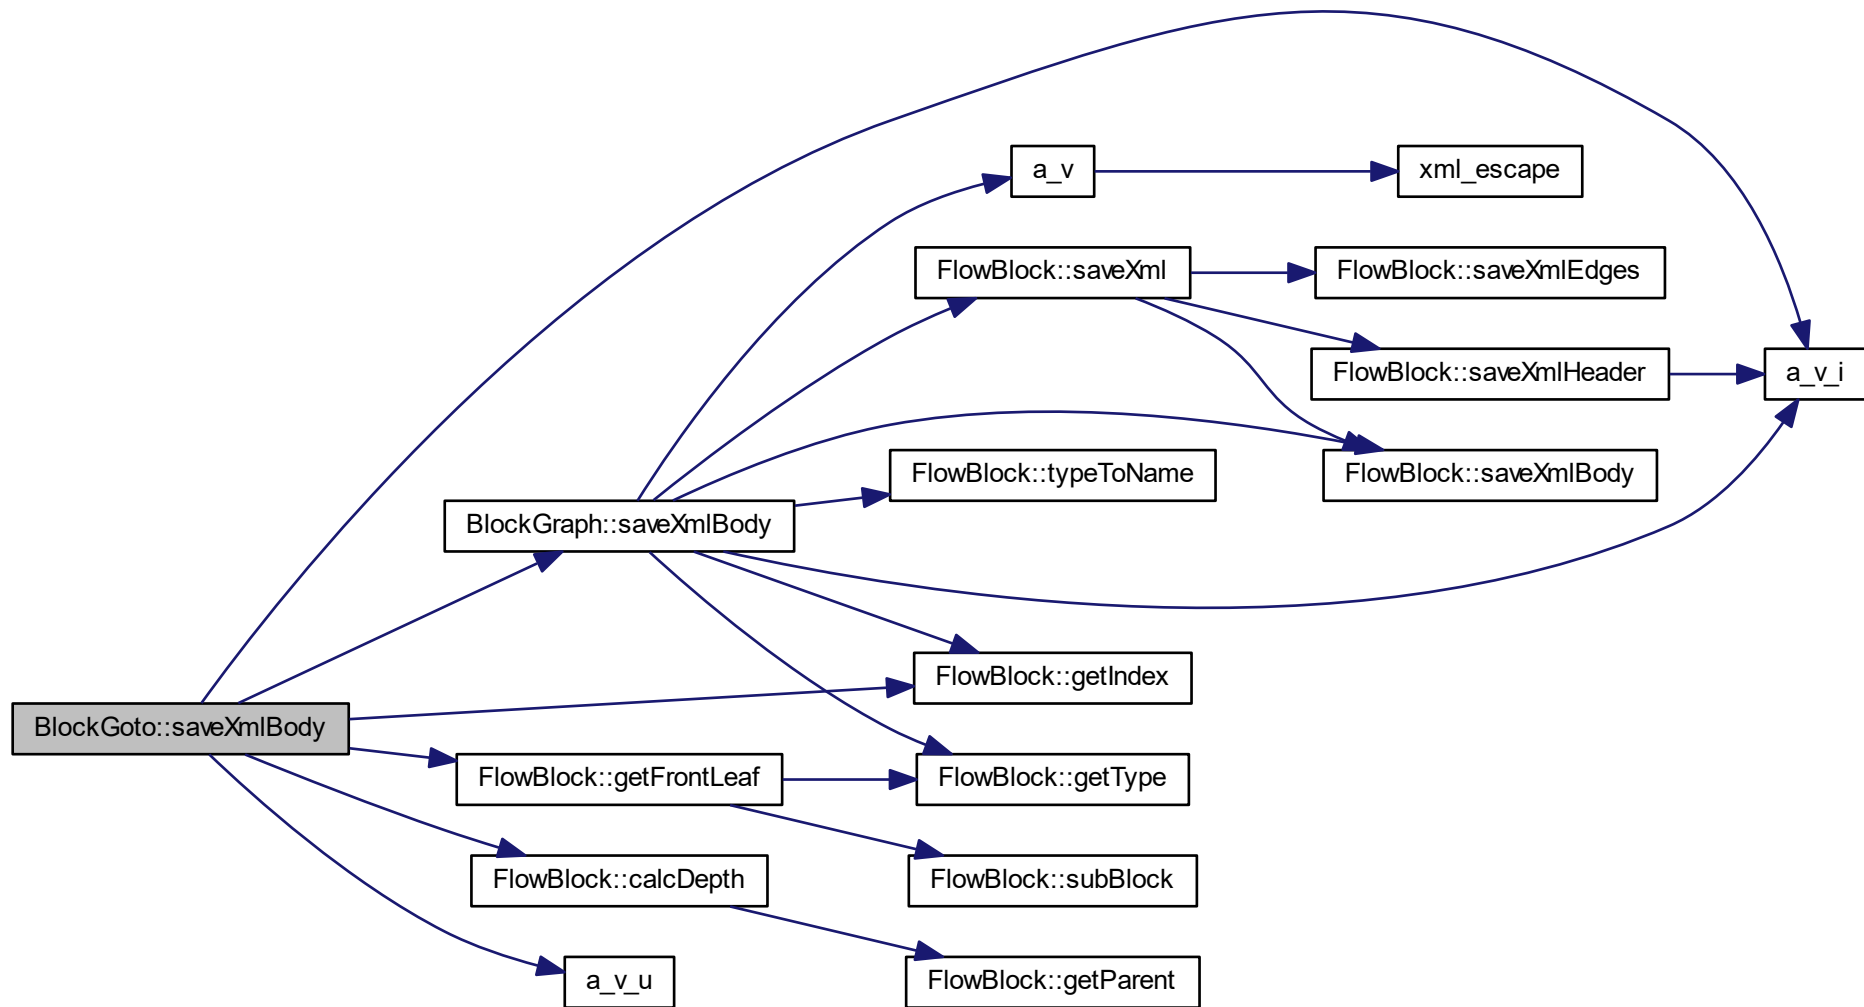 a_v
xml_escape
FlowBlock::saveXml
FlowBlock::saveXmlEdges
FlowBlock::saveXmlHeader
a_v_i
FlowBlock::typeToName
FlowBlock::saveXmlBody
BlockGraph::saveXmlBody
FlowBlock::getIndex
BlockGoto::saveXmlBody
FlowBlock::getFrontLeaf
FlowBlock::getType
FlowBlock::calcDepth
FlowBlock::subBlock
a_v_u
FlowBlock::getParent